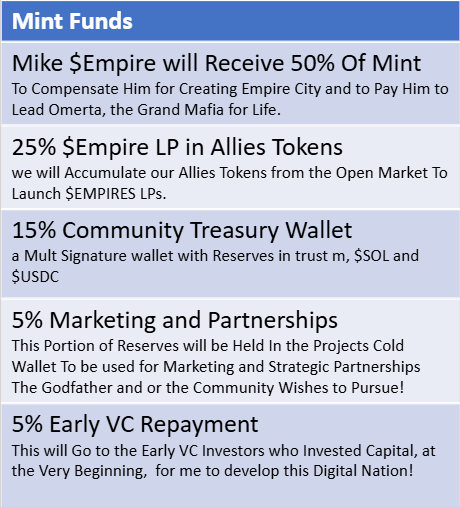 Mint Funds
Mike $Empire will Receive 50% Of Mint
To Compensate Him for Creating Empire City and to Pay Him to
Lead Omerta, the Grand Mafia for Life.
25% $Empire LP in Allies Tokens
we will Accumulate our Allies Tokens from the Open Market To
Launch $EMPIRES LPs.
15% Community Treasury Wallet
a Mult Signature wallet with Reserves in trust m, $SOL and
$USDC
5% Marketing and Partnerships
This Portion of Reserves will be Held In the Projects Cold
Wallet To be used for Marketing and Strategic Partnerships
The Godfather and or the Community Wishes to Pursue!
5% Early VC Repayment
This will Go to the Early VC Investors who Invested Capital, at
the Very Beginning,  for me to develop this Digital Nation!